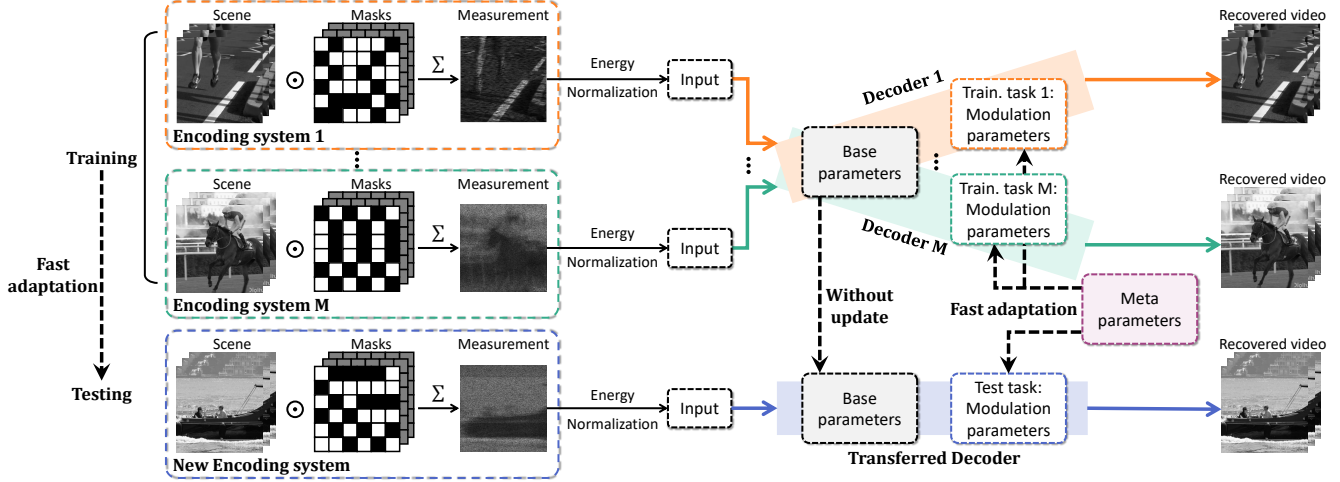 Scene
Masks
Measurement
Recovered video
Σ
Energy
Normalization
Input
Encoding system 1
Decoder 1
Train. task 1:
Modulation
parameters
Training
Base
parameters
Scene
Masks
Measurement
Recovered video
Σ
Energy
Normalization
Input
Encoding system M
Decoder M
Train. task M:
Modulation
parameters
Fast
adaptation
Without
update
Fast adaptation
Meta
parameters
Testing
Scene
Masks
Measurement
Recovered video
Σ
Energy
Normalization
Input
New Encoding system
Base
parameters
Test task:
Modulation
parameters
Transferred Decoder